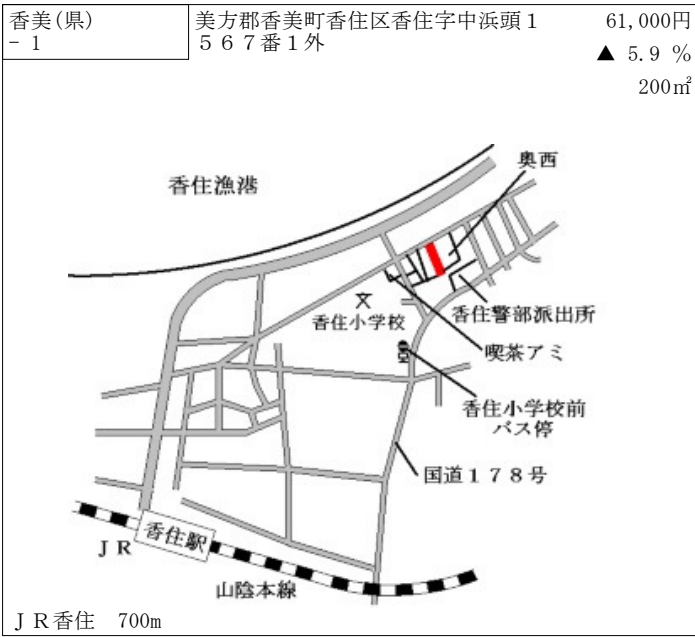 香美(県)
- 1
美方郡香美町香住区香住字中浜頭1
567番1外
61,000円
▲ 5.9 %
200㎡
奥西
香住漁港
文
香住小学校
香住警部派出所
喫茶アミ
香住小学校前
バス停
国道178号
香住駅
JR
山陰本線
JR香住 700m